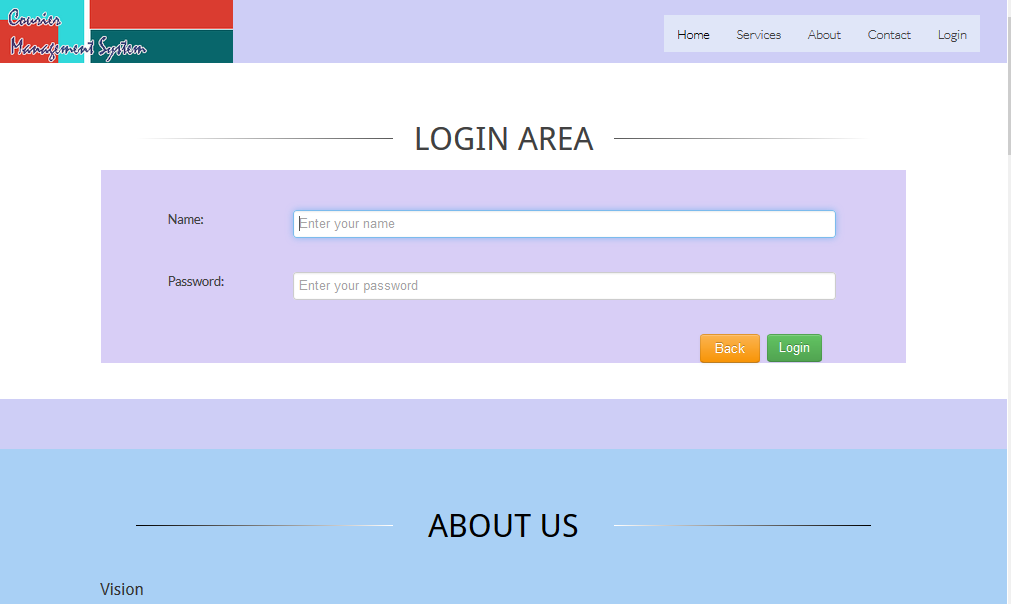 Courier
Management System
Home Services About Contact Login
LOGIN AREA
Name: Enter your name
Password: Enter your password
Back Login
ABOUT US
Vision